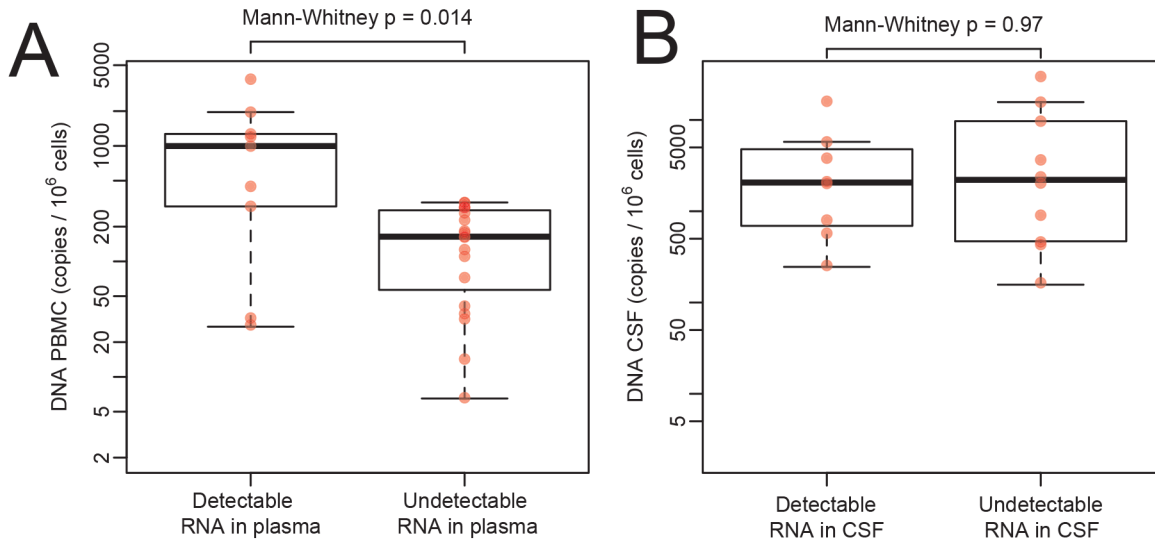 A
Mann-Whitney p = 0.014
DNA PBMC (copies / 10⁶ cells)
5000
1000
200
50
20
5
2
Detectable
RNA in plasma
Undetectable
RNA in plasma
B
Mann-Whitney p = 0.97
DNA CSF (copies / 10⁶ cells)
5000
500
50
5
Detectable
RNA in CSF
Undetectable
RNA in CSF